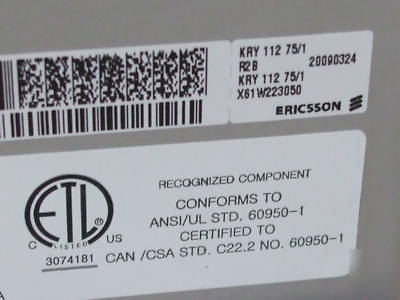 KRY 112 75/1
R2B 20090324
KRY 112 75/1
X61W223050
ERICSSON
RECOGNIZED COMPONENT
CONFORMS TO
ANSI/UL STD. 60950-1
CERTIFIED TO
CAN /CSA STD. C22.2 NO. 60950-1
ETL
C LISTED US
3074181